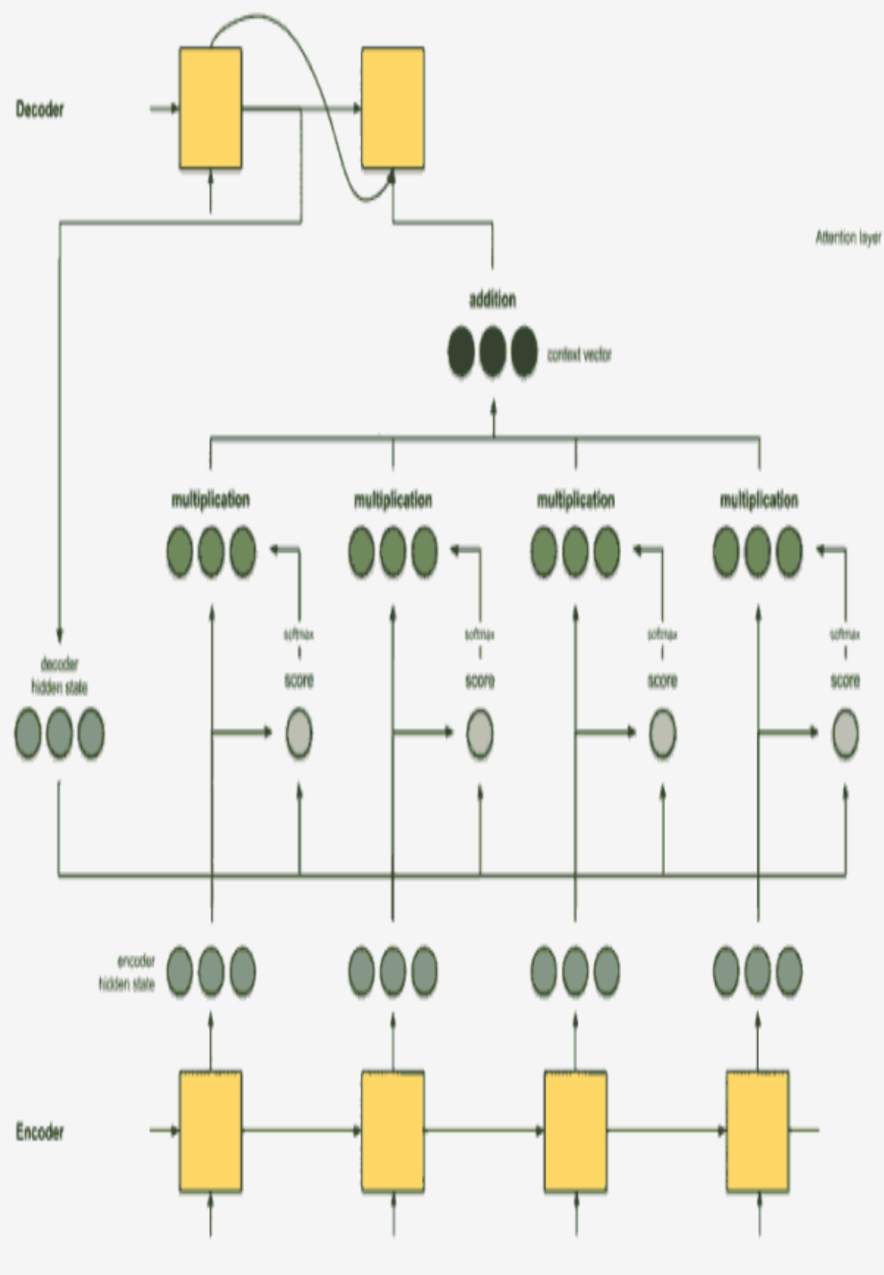 Decoder
Attention layer
addition
context vector
multiplication multiplication multiplication multiplication
softmax softmax softmax softmax
decoder
hidden state
score score score score
encoder
hidden state
Encoder